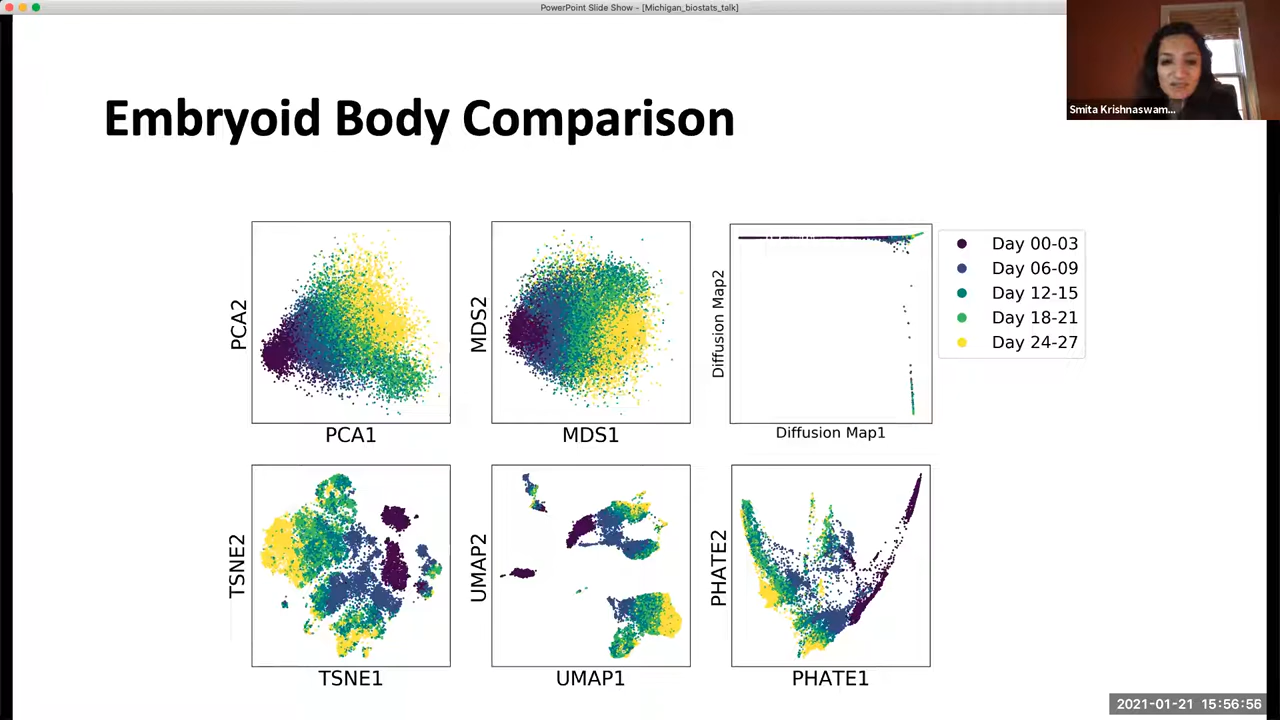 PowerPoint Slide Show - [Michigan_biostats_talk]
Smita Krishnaswam...
Embryoid Body Comparison
PCA2
PCA1
MDS2
MDS1
Diffusion Map2
Diffusion Map1
Day 00-03
Day 06-09
Day 12-15
Day 18-21
Day 24-27
TSNE2
TSNE1
UMAP2
UMAP1
PHATE2
PHATE1
2021-01-21 15:56:56